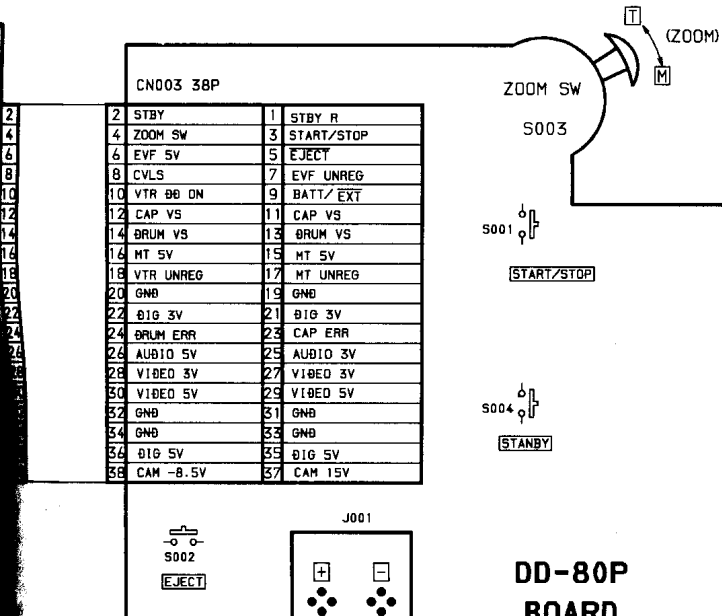 T
(ZOOM)
M
ZOOM SW
S003
CN003 38P
2 2 STBY 1 STBY R
4 4 ZOOM SW 3 START/STOP
6 6 EVF 5V 5 EJECT
8 8 CVLS 7 EVF UNREG
10 10 VTR DD ON 9 BATT/EXT
12 12 CAP VS 11 CAP VS
14 14 DRUM VS 13 DRUM VS
16 16 MT 5V 15 MT 5V
18 18 VTR UNREG 17 MT UNREG
20 20 GND 19 GND
22 22 DIG 3V 21 DIG 3V
24 24 DRUM ERR 23 CAP ERR
26 26 AUDIO 5V 25 AUDIO 3V
28 VIDEO 3V 27 VIDEO 3V
30 VIDEO 5V 29 VIDEO 5V
32 GND 31 GND
34 GND 33 GND
36 DIG 5V 35 DIG 5V
38 CAM -8.5V 37 CAM 15V
S001
START/STOP
S004
STANBY
S002
EJECT
J001
+ -
DD-80P
BOARD